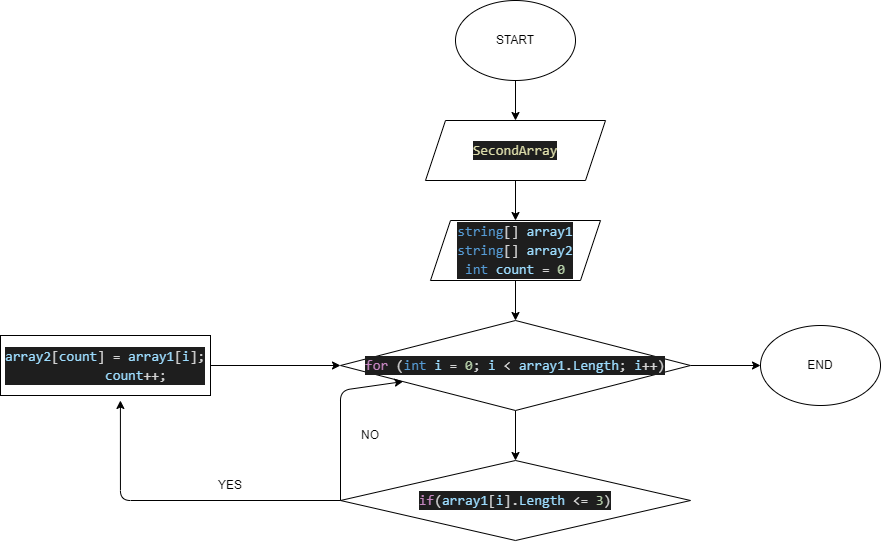 START
SecondArray
string[] array1
string[] array2
int count = 0
array2[count] = array1[i];
count++;
for (int i = 0; i < array1.Length; i++)
END
NO
YES
if(array1[i].Length <= 3)